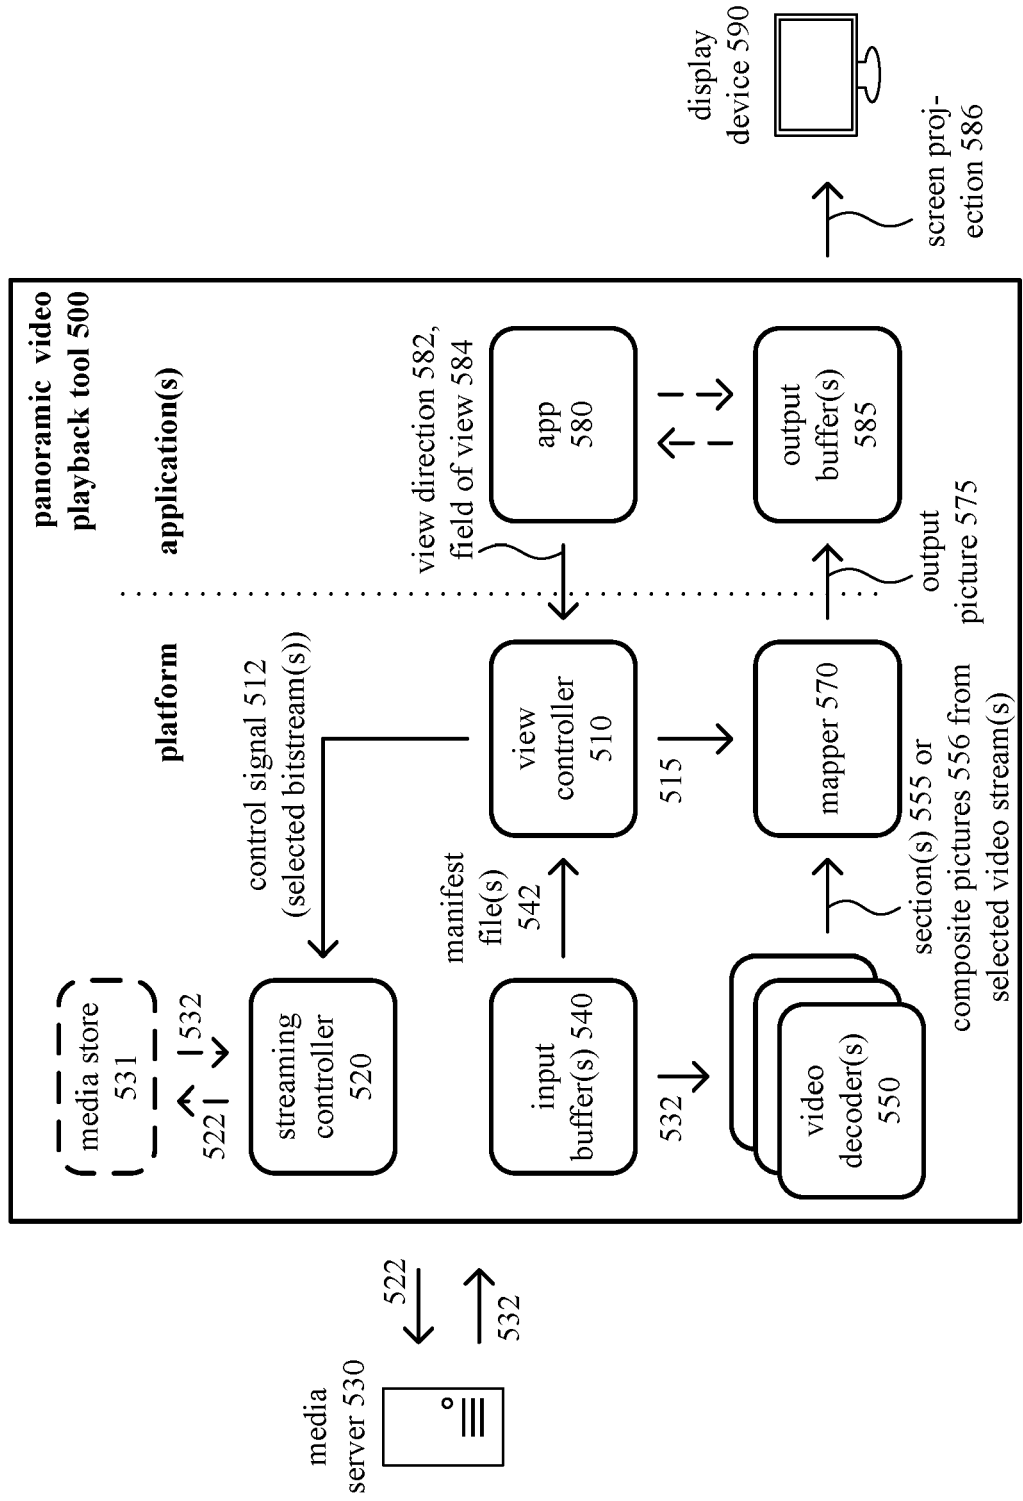 panoramic video
playback tool 500
platform
application(s)
media store
531
522
532
control signal 512
(selected bitstream(s))
streaming
controller
520
media
server 530
522
532
manifest
file(s)
542
view direction 582,
field of view 584
input
buffer(s) 540
view
controller
510
app
580
532
515
video
decoder(s)
550
mapper 570
output
buffer(s)
585
section(s) 555 or
composite pictures 556 from
selected video stream(s)
output
picture 575
display
device 590
screen proj-
ection 586